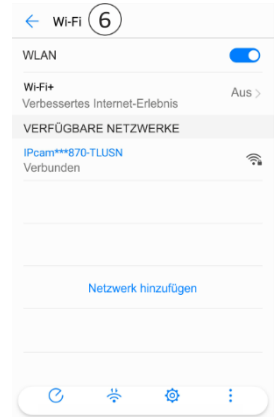 Wi-Fi 6
WLAN
Wi-Fi+
Aus
Verbessertes Internet-Erlebnis
VERFÜGBARE NETZWERKE
IPcam***870-TLUSN
Verbunden
Netzwerk hinzufügen